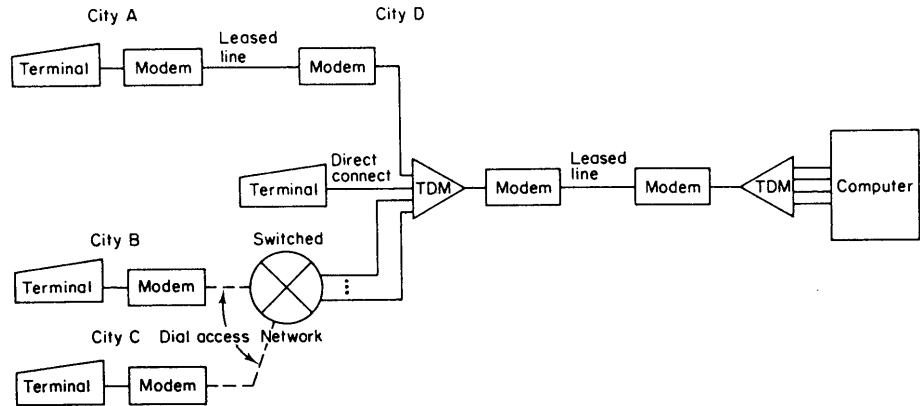 City A
City D
Terminal
Modem
Leased
line
Modem
Terminal
Direct
connect
TDM
Modem
Leased
line
Modem
TDM
Computer
City B
Switched
Terminal
Modem
City C Dial access Network
Terminal
Modem